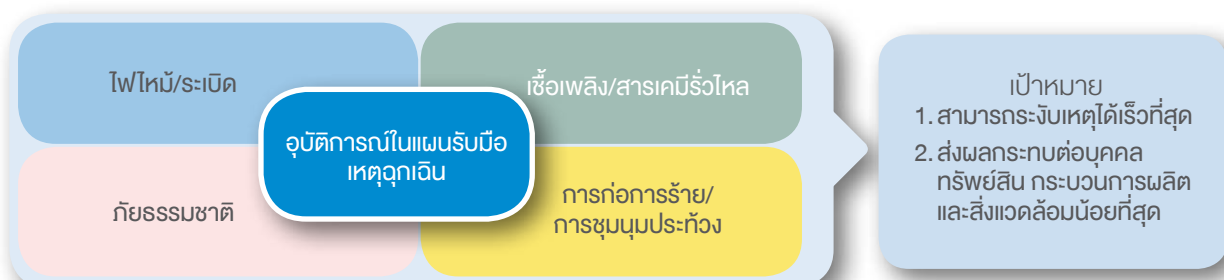 ไฟไหม้/ระเบิด
เชื้อเพลิง/สารเคมีรั่วไหล
อุบัติการณ์ในแผนรับมือ
เหตุฉุกเฉิน
ภัยธรรมชาติ
การก่อการร้าย/
การชุมนุมประท้วง
เป้าหมาย
1. สามารถระงับเหตุได้เร็วที่สุด
2. ส่งผลกระทบต่อบุคคล
ทรัพย์สิน กระบวนการผลิต
และสิ่งแวดล้อมน้อยที่สุด